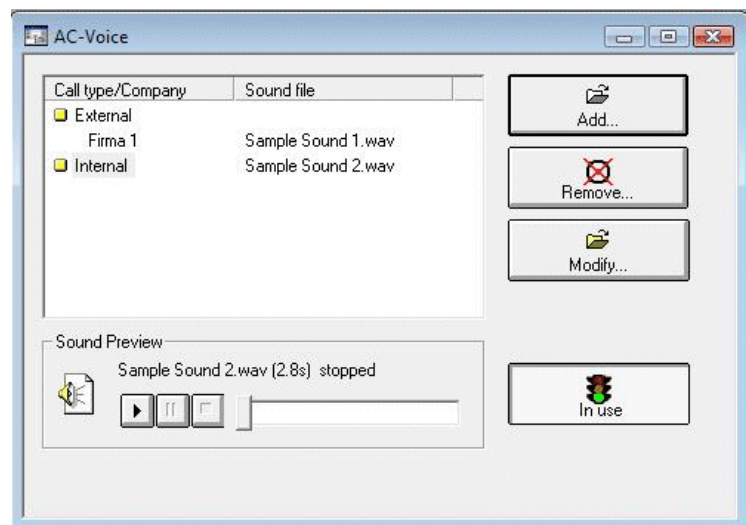 AC-Voice
Call type/Company Sound file
External
Firma 1 Sample Sound 1.wav
Internal Sample Sound 2.wav
Add...
Remove...
Modify...
Sound Preview
Sample Sound 2.wav (2.8s) stopped
In use